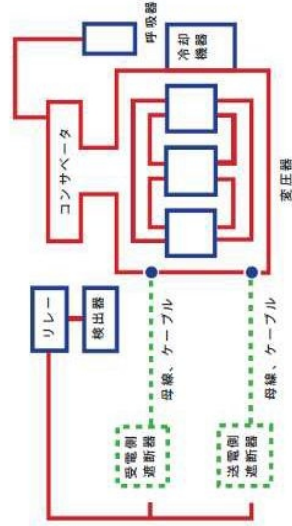 呼吸器
冷却
機器
コンサベータ
変圧器
リレー
検出器
母線、ケーブル
母線、ケーブル
受電側
遮断器
送電側
遮断器